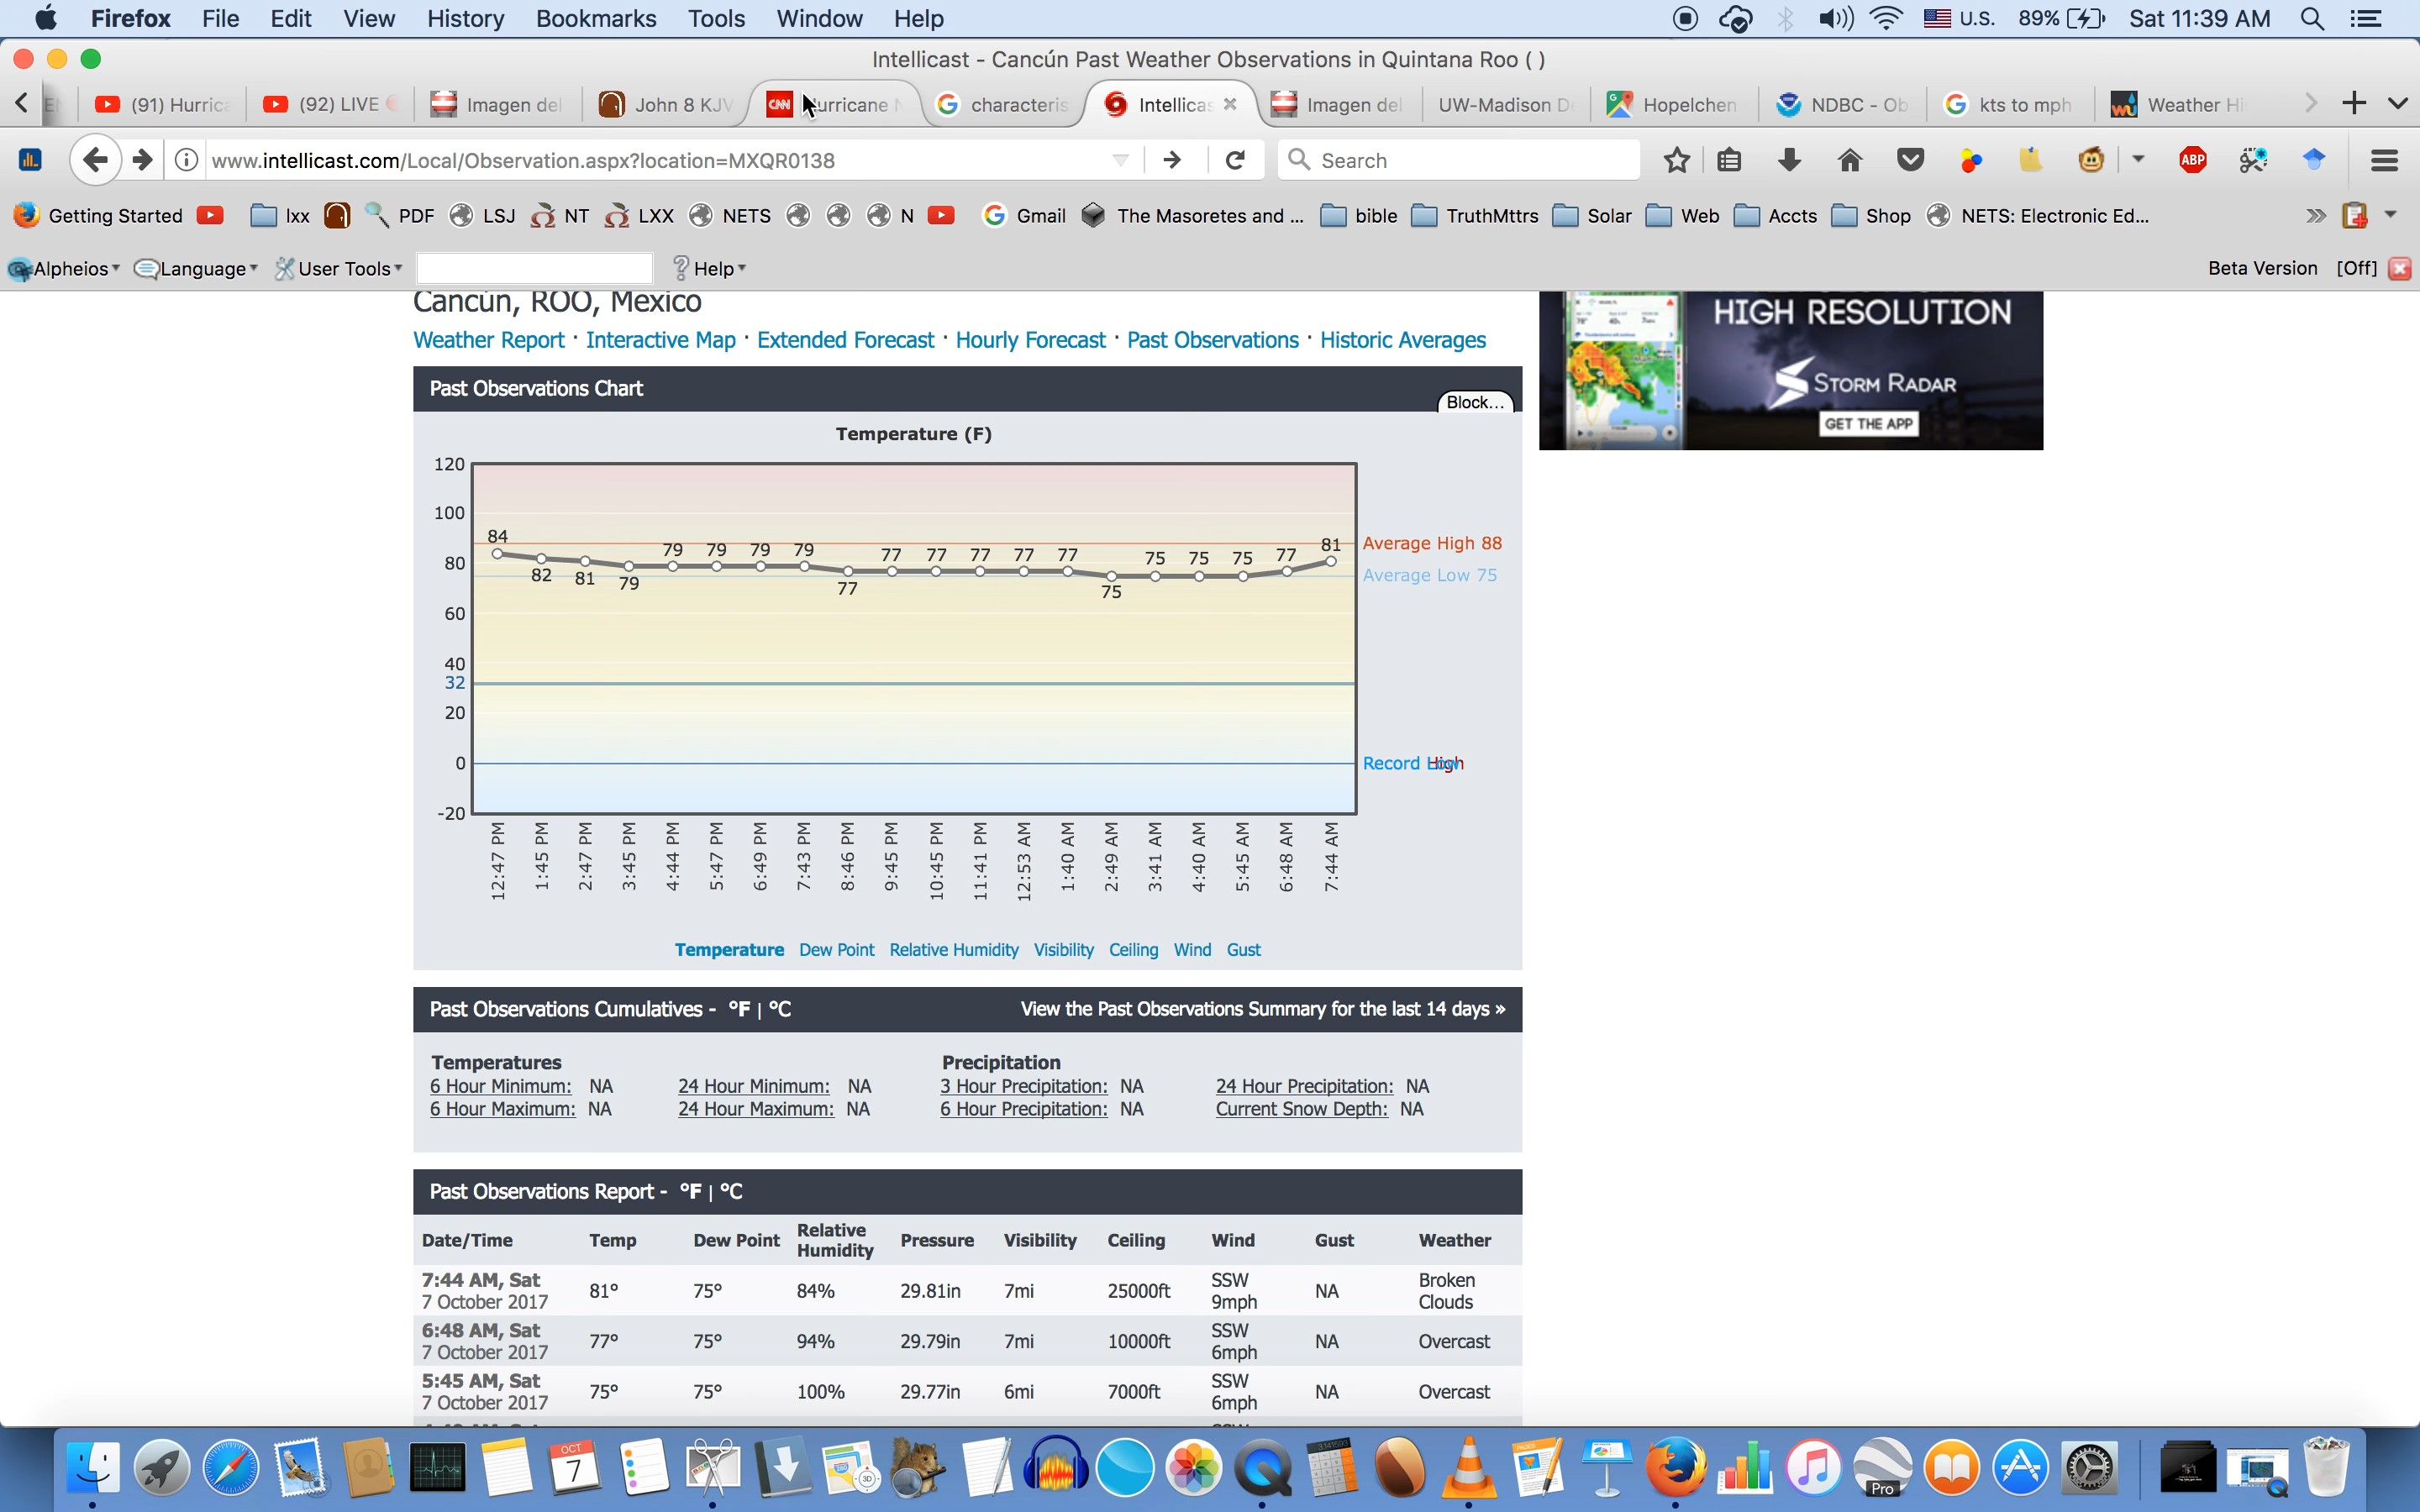 Firefox File Edit View History Bookmarks Tools Window Help U.S. 89% Sat 11:39 AM
Intellicast - Cancún Past Weather Observations in Quintana Roo ( )
(91) Hurrica (92) LIVE Imagen del John 8 KJV CNN urricane characteris Intellicas Imagen del UW-Madison De Hopelchen NDBC - Ob kts to mph Weather Hi
www.intellicast.com/Local/Observation.aspx?location=MXQR0138 Search ABP
Getting Started lxx PDF LSJ NT LXX NETS N Gmail The Masoretes and ... bible TruthMttrs Solar Web Accts Shop NETS: Electronic Ed...
Alpheios Language User Tools Help Beta Version [Off]
Cancún, ROO, Mexico
Weather Report · Interactive Map · Extended Forecast · Hourly Forecast · Past Observations · Historic Averages
HIGH RESOLUTION
STORM RADAR
GET THE APP
Past Observations Chart
Block...
Temperature (F)
120
100
80
60
40
32
20
0
-20
84 82 81 79 79 79 79 79 77 77 77 77 77 77 75 75 75 75 77 81
Average High 88
Average Low 75
Record Low
High
12:47 PM 1:45 PM 2:47 PM 3:45 PM 4:44 PM 5:47 PM 6:49 PM 7:43 PM 8:46 PM 9:45 PM 10:45 PM 11:41 PM 12:53 AM 1:40 AM 2:49 AM 3:41 AM 4:40 AM 5:45 AM 6:48 AM 7:44 AM
Temperature Dew Point Relative Humidity Visibility Ceiling Wind Gust
Past Observations Cumulatives - °F | °C View the Past Observations Summary for the last 14 days »
Temperatures Precipitation
6 Hour Minimum: NA 24 Hour Minimum: NA 3 Hour Precipitation: NA 24 Hour Precipitation: NA
6 Hour Maximum: NA 24 Hour Maximum: NA 6 Hour Precipitation: NA Current Snow Depth: NA
Past Observations Report - °F | °C
Date/Time Temp Dew Point Relative Humidity Pressure Visibility Ceiling Wind Gust Weather
7:44 AM, Sat 7 October 2017 81° 75° 84% 29.81in 7mi 25000ft SSW 9mph NA Broken Clouds
6:48 AM, Sat 7 October 2017 77° 75° 94% 29.79in 7mi 10000ft SSW 6mph NA Overcast
5:45 AM, Sat 7 October 2017 75° 75° 100% 29.77in 6mi 7000ft SSW 6mph NA Overcast
OCT
7
3D
PAGES
Pro